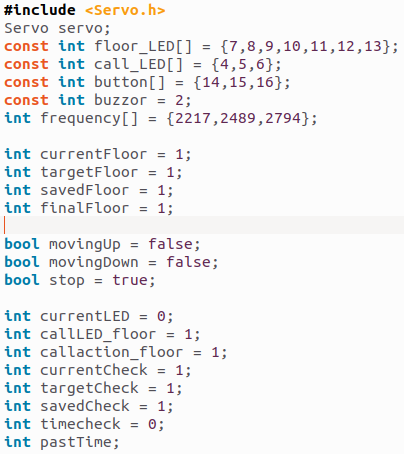 #include <Servo.h>
Servo servo;
const int floor_LED[] = {7,8,9,10,11,12,13};
const int call_LED[] = {4,5,6};
const int button[] = {14,15,16};
const int buzzor = 2;
int frequency[] = {2217,2489,2794};
int currentFloor = 1;
int targetFloor = 1;
int savedFloor = 1;
int finalFloor = 1;
bool movingUp = false;
bool movingDown = false;
bool stop = true;
int currentLED = 0;
int callLED_floor = 1;
int callaction_floor = 1;
int currentCheck = 1;
int targetCheck = 1;
int savedCheck = 1;
int timecheck = 0;
int pastTime;